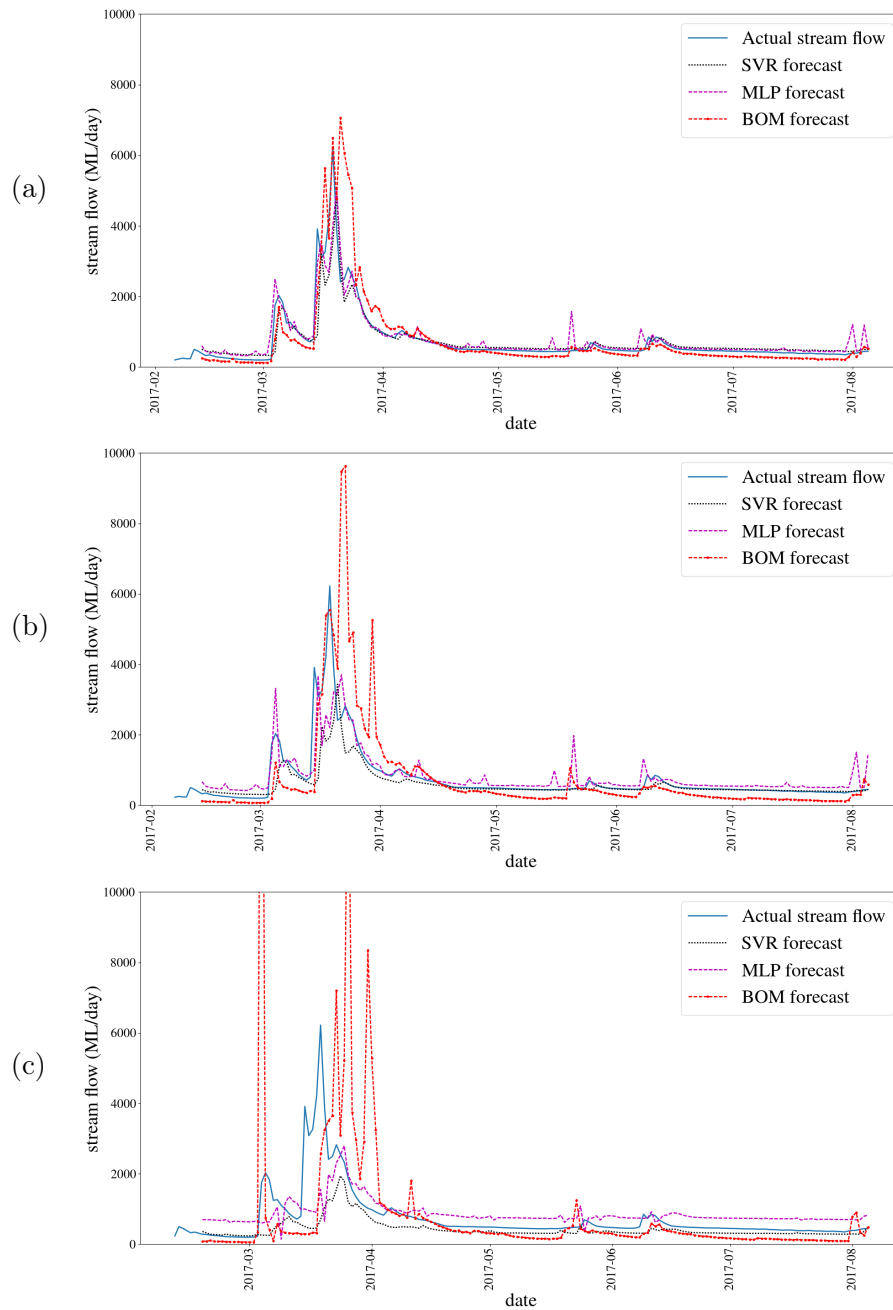 (a)
stream flow (ML/day)
10000
8000
6000
4000
2000
0
Actual stream flow
SVR forecast
MLP forecast
BOM forecast
2017-02
2017-03
2017-04
2017-05
2017-06
2017-07
2017-08
date
(b)
stream flow (ML/day)
10000
8000
6000
4000
2000
0
Actual stream flow
SVR forecast
MLP forecast
BOM forecast
2017-02
2017-03
2017-04
2017-05
2017-06
2017-07
2017-08
date
(c)
stream flow (ML/day)
10000
8000
6000
4000
2000
0
Actual stream flow
SVR forecast
MLP forecast
BOM forecast
2017-03
2017-04
2017-05
2017-06
2017-07
2017-08
date